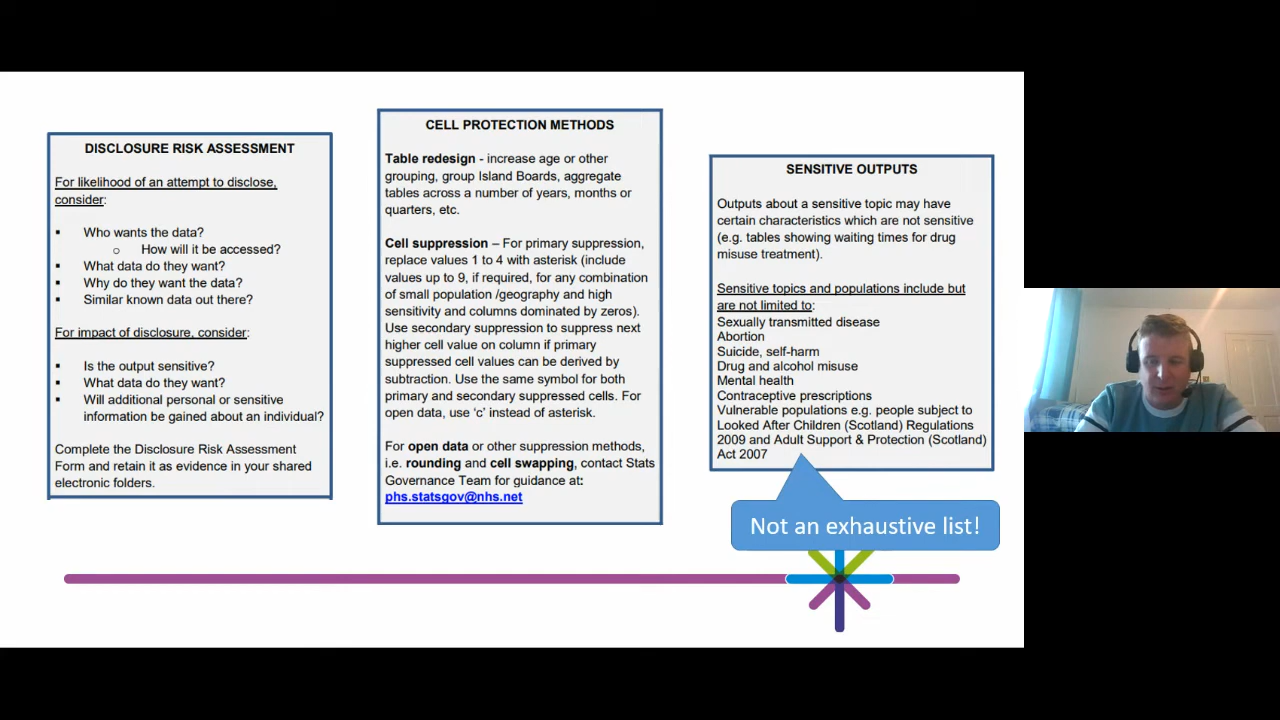 DISCLOSURE RISK ASSESSMENT
For likelihood of an attempt to disclose,
consider:
▪ Who wants the data?
o How will it be accessed?
▪ What data do they want?
▪ Why do they want the data?
▪ Similar known data out there?
For impact of disclosure, consider:
▪ Is the output sensitive?
▪ What data do they want?
▪ Will additional personal or sensitive
information be gained about an individual?
Complete the Disclosure Risk Assessment
Form and retain it as evidence in your shared
electronic folders.
CELL PROTECTION METHODS
Table redesign - increase age or other
grouping, group Island Boards, aggregate
tables across a number of years, months or
quarters, etc.
Cell suppression – For primary suppression,
replace values 1 to 4 with asterisk (include
values up to 9, if required, for any combination
of small population /geography and high
sensitivity and columns dominated by zeros).
Use secondary suppression to suppress next
higher cell value on column if primary
suppressed cell values can be derived by
subtraction. Use the same symbol for both
primary and secondary suppressed cells. For
open data, use ‘c’ instead of asterisk.
For open data or other suppression methods,
i.e. rounding and cell swapping, contact Stats
Governance Team for guidance at:
phs.statsgov@nhs.net
SENSITIVE OUTPUTS
Outputs about a sensitive topic may have
certain characteristics which are not sensitive
(e.g. tables showing waiting times for drug
misuse treatment).
Sensitive topics and populations include but
are not limited to:
Sexually transmitted disease
Abortion
Suicide, self-harm
Drug and alcohol misuse
Mental health
Contraceptive prescriptions
Vulnerable populations e.g. people subject to
Looked After Children (Scotland) Regulations
2009 and Adult Support & Protection (Scotland)
Act 2007
Not an exhaustive list!